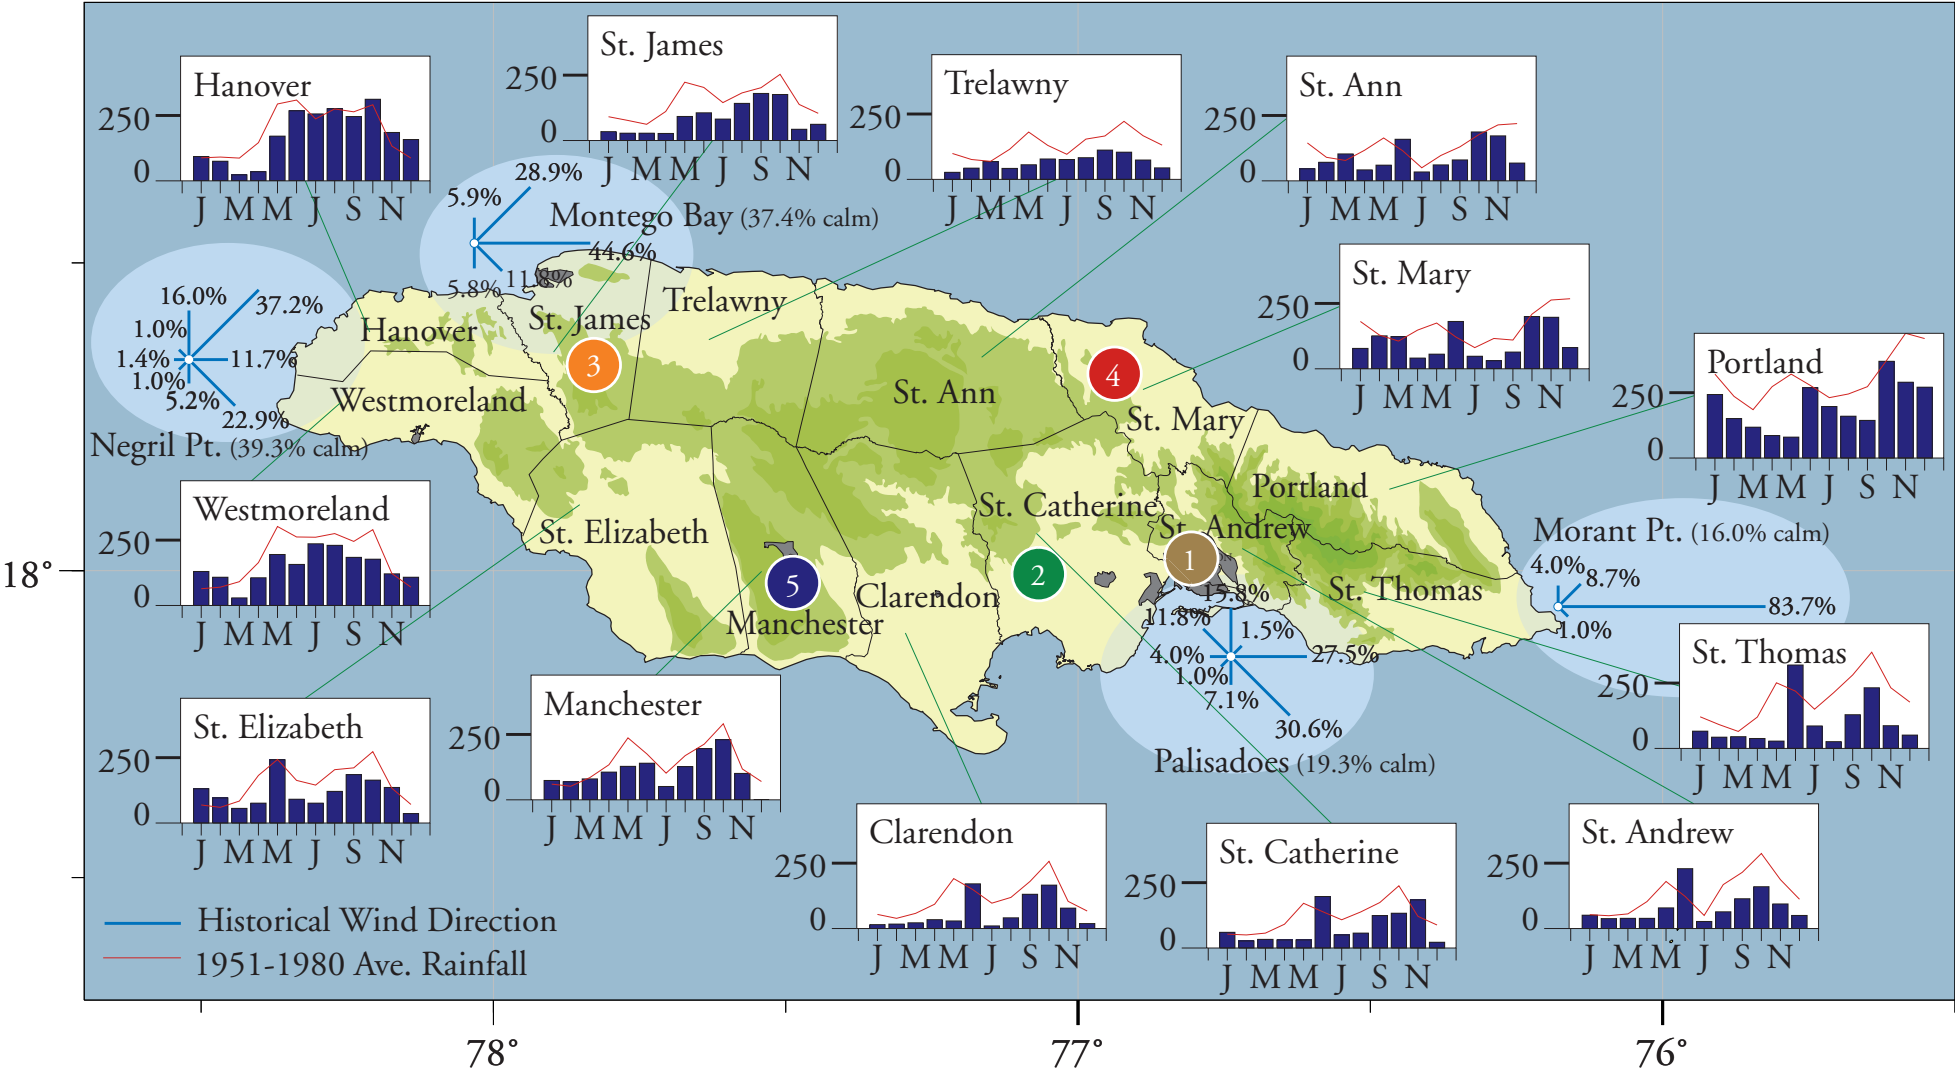 St. James
250
0
J M M J S N
Hanover
250
0
J M M J S N
Trelawny
250
0
J M M J S N
St. Ann
250
0
J M M J S N
28.9%
5.9%
Montego Bay (37.4% calm)
44.6%
11.8%
5.8%
St. Mary
250
0
J M M J S N
16.0%
37.2%
1.0%
1.4%
11.7%
1.0%
5.2%
22.9%
Negril Pt. (39.3% calm)
Hanover
St. James
Trelawny
3
4
Westmoreland
St. Ann
St. Mary
Portland
250
0
J M M J S N
Portland
St. Catherine
St. Andrew
St. Elizabeth
1
2
5
Clarendon
Manchester
St. Thomas
Westmoreland
250
0
J M M J S N
Morant Pt. (16.0% calm)
4.0%
8.7%
83.7%
1.0%
18°
15.8%
11.8%
1.5%
4.0%
27.5%
1.0%
7.1%
30.6%
Palisadoes (19.3% calm)
St. Thomas
250
0
J M M J S N
St. Elizabeth
250
0
J M M J S N
Manchester
250
0
J M M J S N
Clarendon
250
0
J M M J S N
St. Catherine
250
0
J M M J S N
St. Andrew
250
0
J M M J S N
Historical Wind Direction
1951-1980 Ave. Rainfall
78°
77°
76°